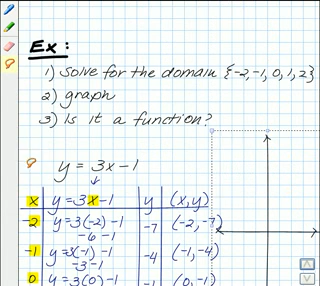 Ex:
1) solve for the domain {-2,-1,0,1,2}
2) graph
3) Is it a function?
y = 3x-1
x y=3x-1 y (x,y)
-2 y=3(-2)-1 -7 (-2,-7)
-6-1
-1 y=3(-1)-1 -4 (-1,-4)
-3-1
0 y=3(0)-1 -1 (0,-1)